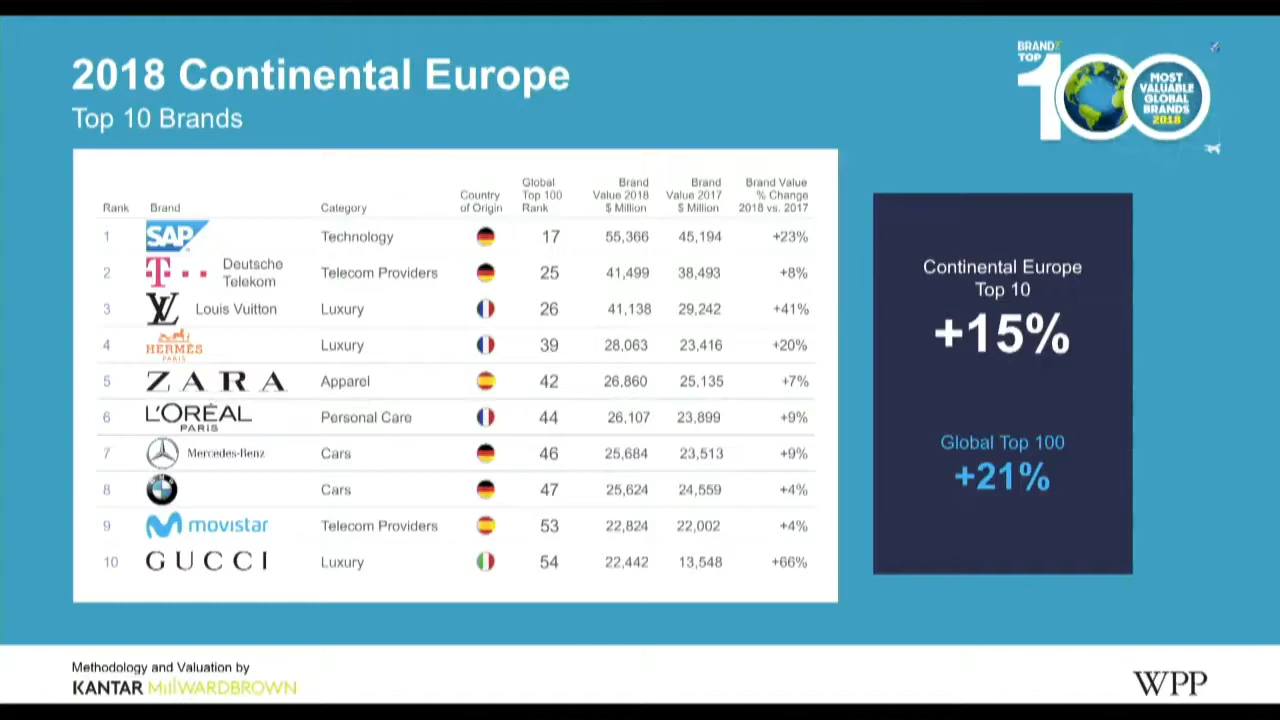 2018 Continental Europe
Top 10 Brands
BRANDZ
TOP
100
MOST
VALUABLE
GLOBAL
BRANDS
2018
Rank Brand Category Country of Origin Global Top 100 Rank Brand Value 2018 $ Million Brand Value 2017 $ Million Brand Value % Change 2018 vs. 2017
1 SAP Technology 17 55,366 45,194 +23%
2 T Deutsche Telekom Telecom Providers 25 41,499 38,493 +8%
3 LV Louis Vuitton Luxury 26 41,138 29,242 +41%
4 HERMÈS PARIS Luxury 39 28,063 23,416 +20%
5 ZARA Apparel 42 26,860 25,135 +7%
6 L'ORÉAL PARIS Personal Care 44 26,107 23,899 +9%
7 Mercedes-Benz Cars 46 25,684 23,513 +9%
8 BMW Cars 47 25,624 24,559 +4%
9 movistar Telecom Providers 53 22,824 22,002 +4%
10 GUCCI Luxury 54 22,442 13,548 +66%
Continental Europe
Top 10
+15%
Global Top 100
+21%
Methodology and Valuation by
KANTAR MillWARDBROWN
WPP